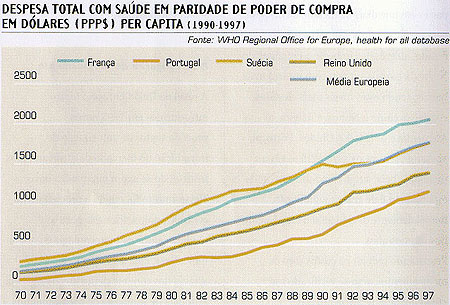 DESPESA TOTAL COM SAÚDE EM PARIDADE DE PODER DE COMPRA
EM DÓLARES (PPP$) PER CAPITA (1990-1997)
Fonte: WHO Regional Office for Europe, health for all database
2500
França
Portugal
Suécia
Reino Unido
Média Europeia
2000
1500
1000
500
0
70 71 72 73 74 75 76 77 78 79 80 81 82 83 84 85 86 87 88 89 90 91 92 93 94 95 96 97